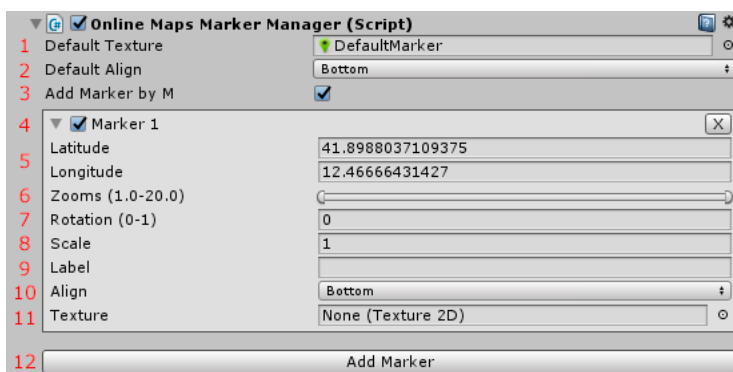 Online Maps Marker Manager (Script)
1 Default Texture DefaultMarker
2 Default Align Bottom
3 Add Marker by M
4 Marker 1 X
5
Latitude 41.8988037109375
Longitude 12.46666431427
6 Zooms (1.0-20.0)
7 Rotation (0-1) 0
8 Scale 1
9 Label
10 Align Bottom
11 Texture None (Texture 2D)
12 Add Marker